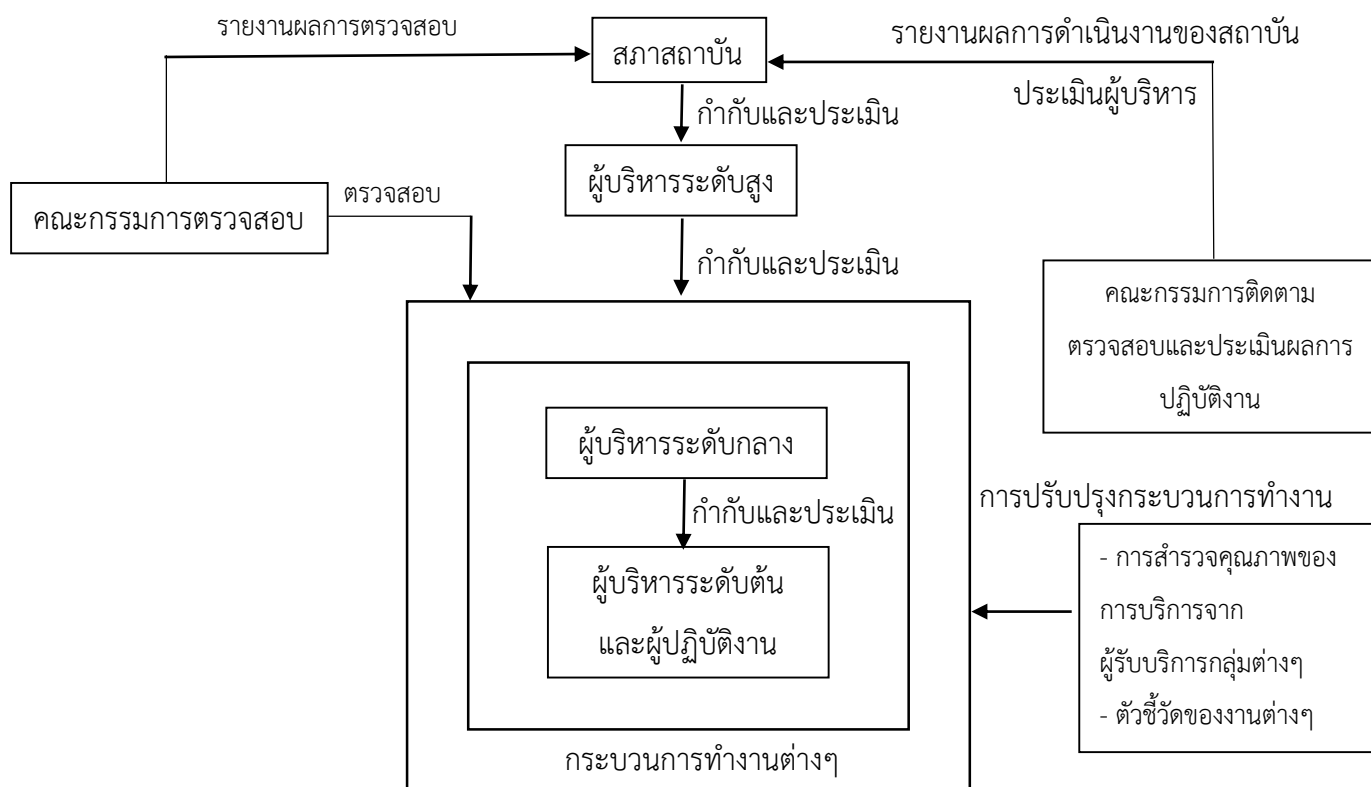 รายงานผลการตรวจสอบ
สภาสถาบัน
รายงานผลการดำเนินงานของสถาบัน
ประเมินผู้บริหาร
กำกับและประเมิน
ผู้บริหารระดับสูง
คณะกรรมการตรวจสอบ
ตรวจสอบ
กำกับและประเมิน
คณะกรรมการติดตาม
ตรวจสอบและประเมินผลการ
ปฏิบัติงาน
ผู้บริหารระดับกลาง
กำกับและประเมิน
ผู้บริหารระดับต้น
และผู้ปฏิบัติงาน
กระบวนการทำงานต่างๆ
การปรับปรุงกระบวนการทำงาน
- การสำรวจคุณภาพของ
การบริการจาก
ผู้รับบริการกลุ่มต่างๆ
- ตัวชี้วัดของงานต่างๆ